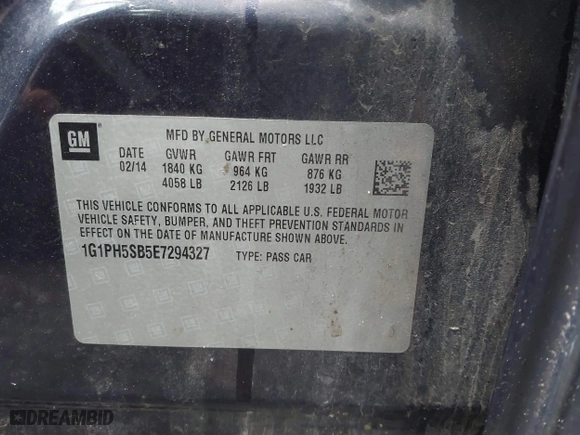 GM
MFD BY GENERAL MOTORS LLC
DATE GVWR GAWR FRT GAWR RR
02/14 1840 KG 964 KG 876 KG
4058 LB 2126 LB 1932 LB
THIS VEHICLE CONFORMS TO ALL APPLICABLE U.S. FEDERAL MOTOR
VEHICLE SAFETY, BUMPER, AND THEFT PREVENTION STANDARDS IN
EFFECT ON THE DATE OF MANUFACTURE SHOWN ABOVE.
1G1PH5SB5E7294327 TYPE: PASS CAR
DREAMBID